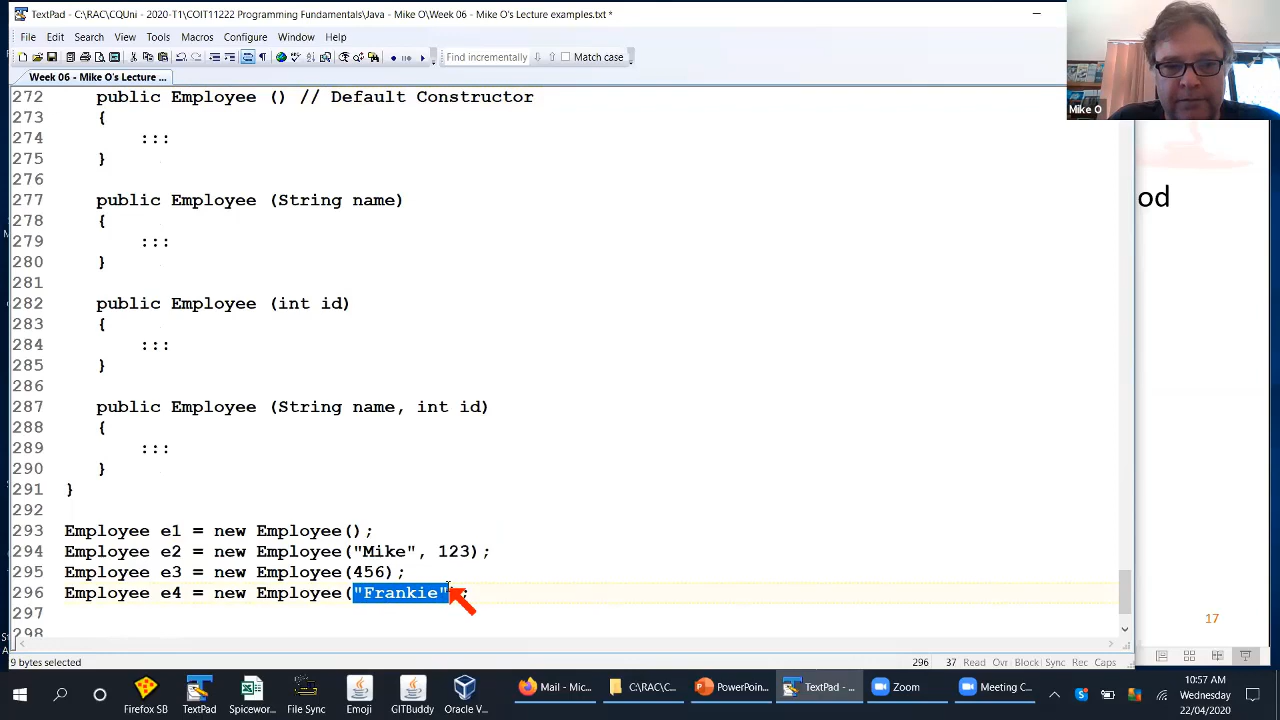 TextPad - C:\RAC\CQUni - 2020-T1\COIT11222 Programming Fundamentals\Java - Mike O\Week 06 - Mike O's Lecture examples.txt *
File Edit Search View Tools Macros Configure Window Help
Find incrementally Match case
Week 06 - Mike O's Lecture ...
Mike O
272 public Employee () // Default Constructor
273 {
274 :::
275 }
276
277 public Employee (String name)
278 {
279 :::
280 }
281
282 public Employee (int id)
283 {
284 :::
285 }
286
287 public Employee (String name, int id)
288 {
289 :::
290 }
291 }
292
293 Employee e1 = new Employee();
294 Employee e2 = new Employee("Mike", 123);
295 Employee e3 = new Employee(456);
296 Employee e4 = new Employee("Frankie");
297
298
od
17
9 bytes selected 296 37 Read Ovr Block Sync Rec Caps
Firefox SB TextPad Spicewor... File Sync Emoji GITBuddy Oracle V...
Mail - Mic... C:\RAC\C... PowerPoin... TextPad - ... Zoom Meeting C...
10:57 AM
Wednesday
22/04/2020